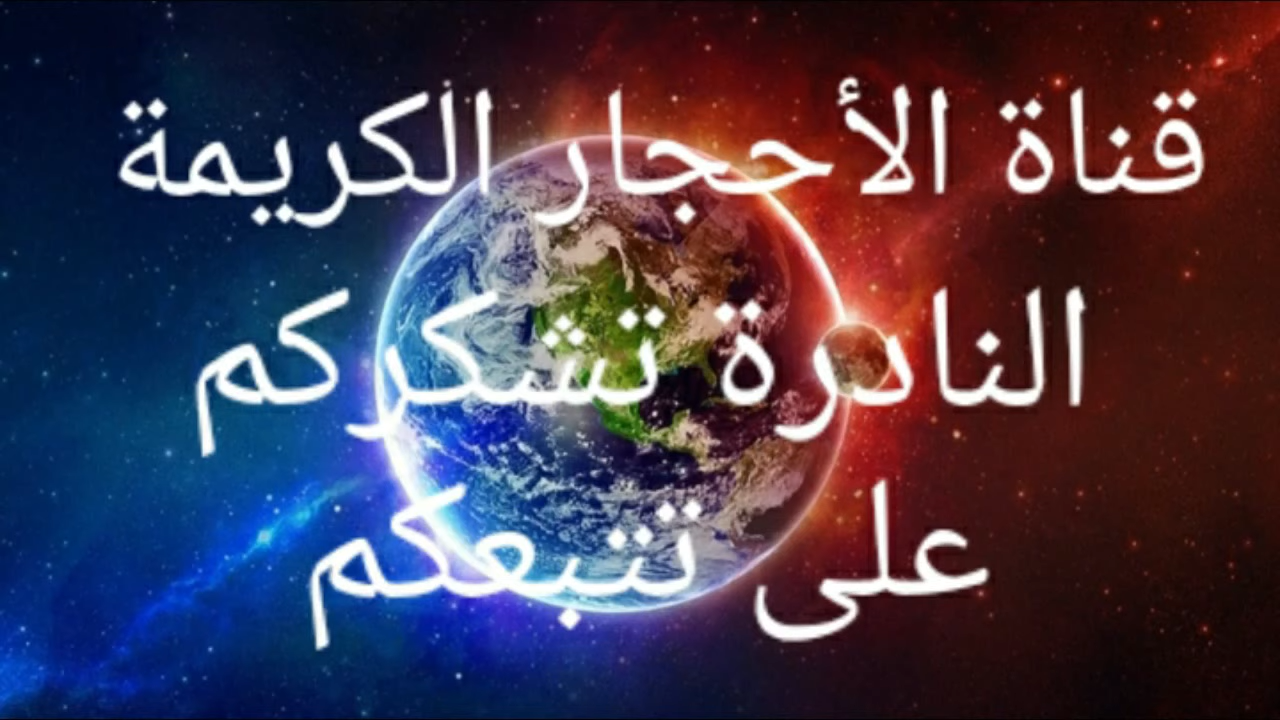 قناة الأحجار الكريمة
النادرة تشكركم
على تتبعكم